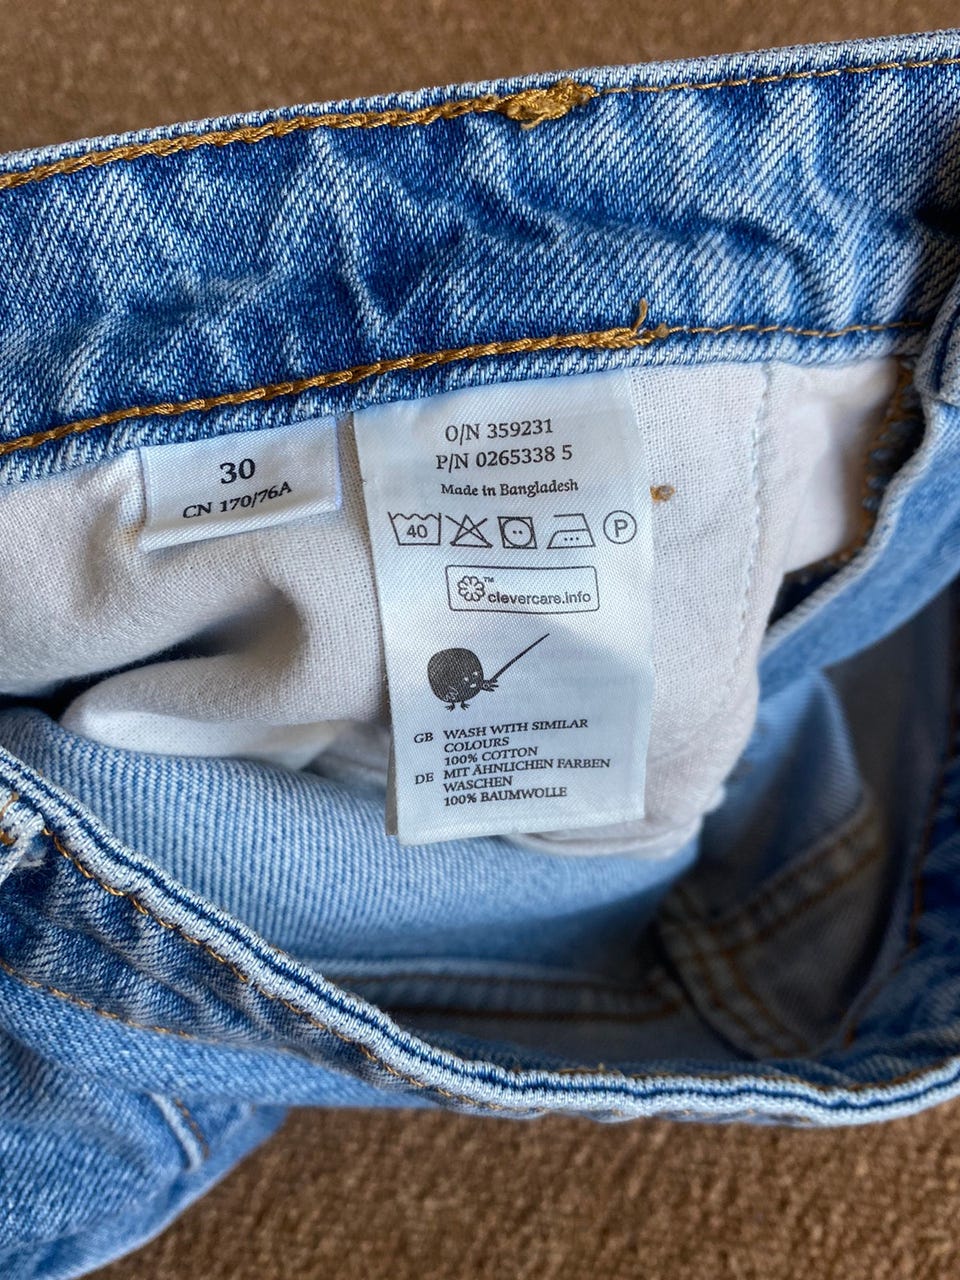 30
CN 170/76A
O/N 359231
P/N 0265338 5
Made in Bangladesh
40 P
™ clevercare.info
GB WASH WITH SIMILAR
COLOURS
100% COTTON
DE MIT ÄHNLICHEN FARBEN
WASCHEN
100% BAUMWOLLE